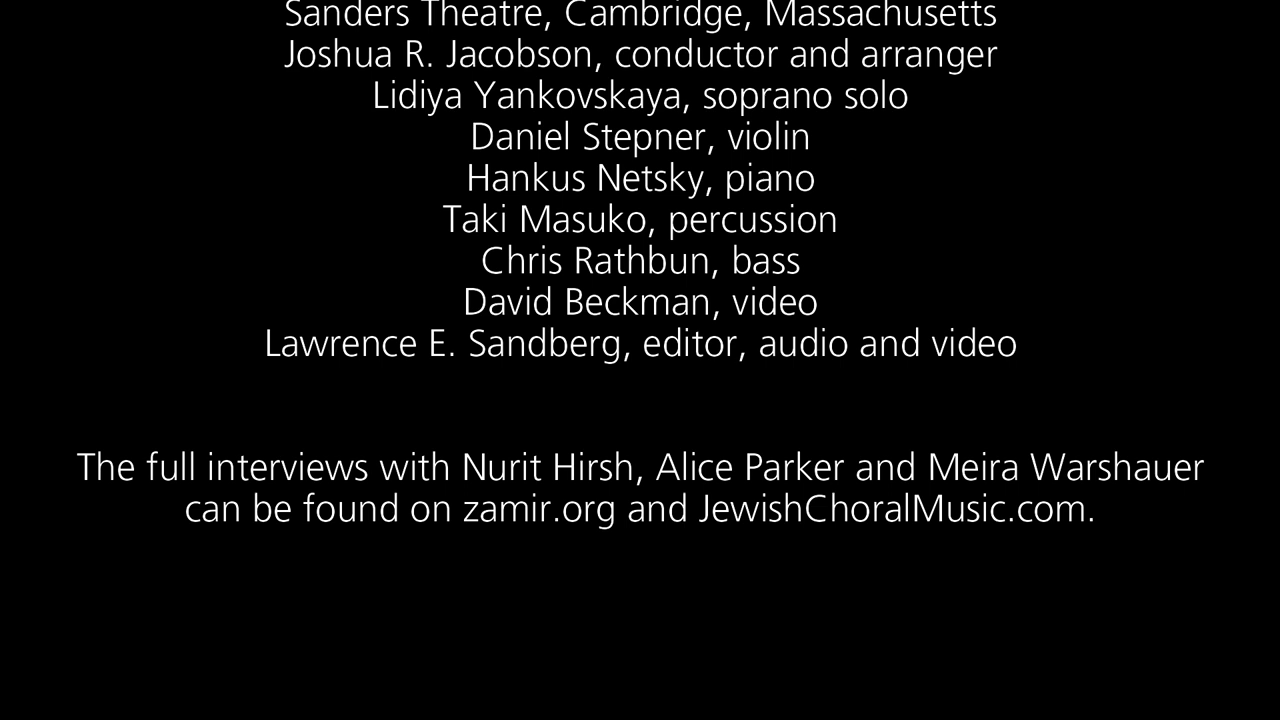 Sanders Theatre, Cambridge, Massachusetts
Joshua R. Jacobson, conductor and arranger
Lidiya Yankovskaya, soprano solo
Daniel Stepner, violin
Hankus Netsky, piano
Taki Masuko, percussion
Chris Rathbun, bass
David Beckman, video
Lawrence E. Sandberg, editor, audio and video
The full interviews with Nurit Hirsh, Alice Parker and Meira Warshauer
can be found on zamir.org and JewishChoralMusic.com.